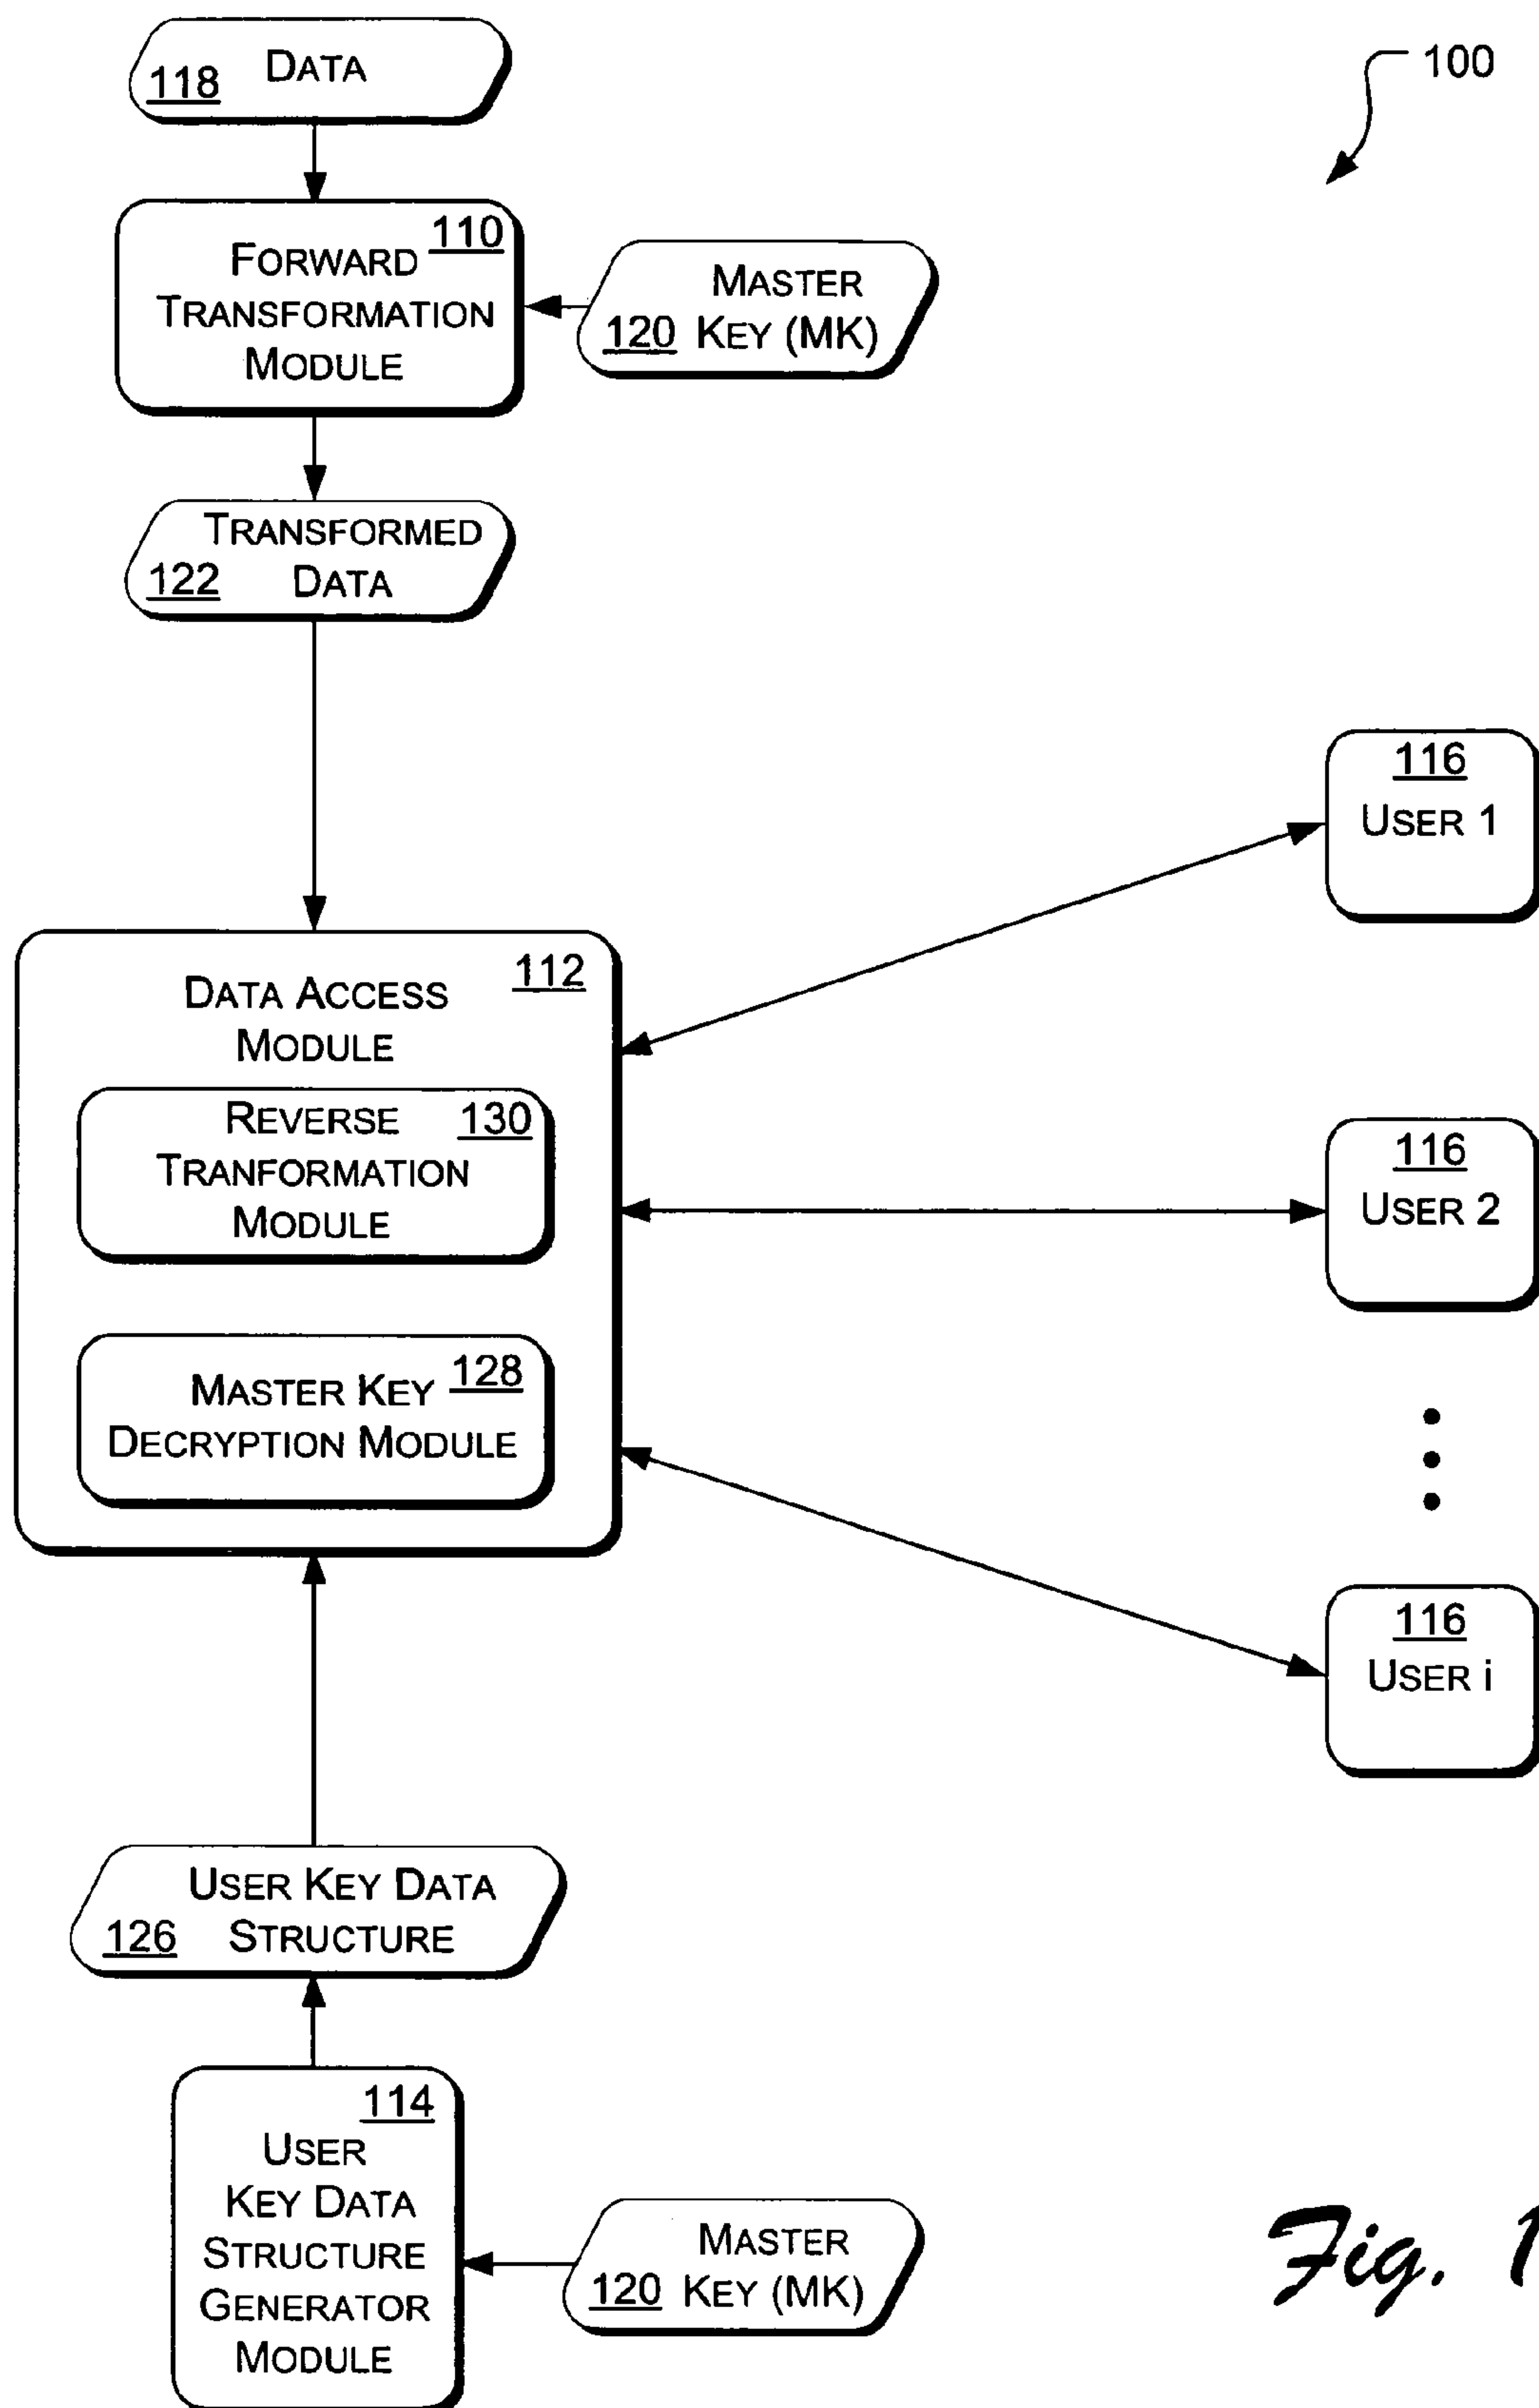 DATA
118
100
110
FORWARD
TRANSFORMATION
MODULE
MASTER
120 KEY (MK)
TRANSFORMED
122 DATA
112
DATA ACCESS
MODULE
REVERSE 130
TRANFORMATION
MODULE
MASTER KEY 128
DECRYPTION MODULE
116
USER 1
116
USER 2
116
USER i
USER KEY DATA
126 STRUCTURE
114
USER
KEY DATA
STRUCTURE
GENERATOR
MODULE
MASTER
120 KEY (MK)
Fig. 1